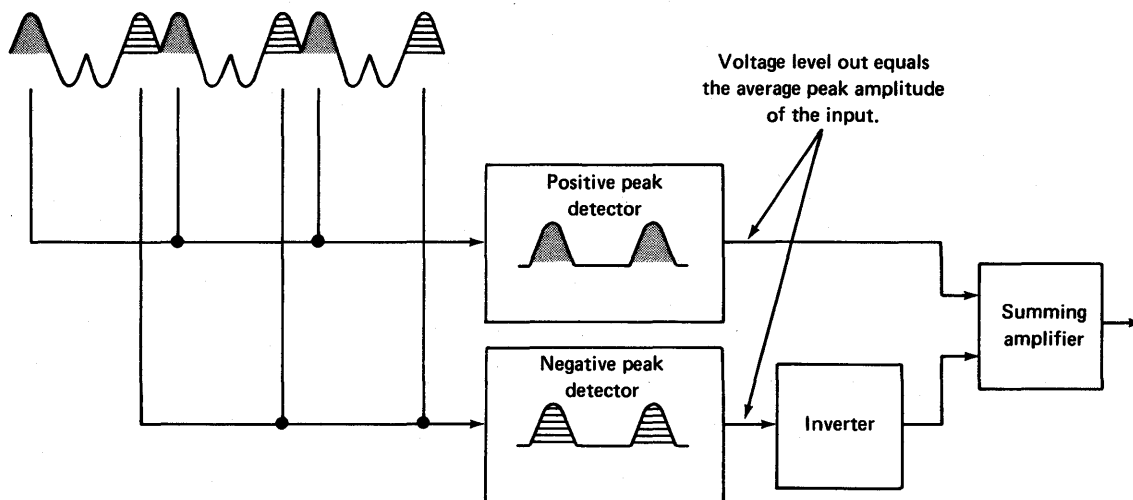 Voltage level out equals
the average peak amplitude
of the input.
Positive peak
detector
Summing
amplifier
Negative peak
detector
Inverter